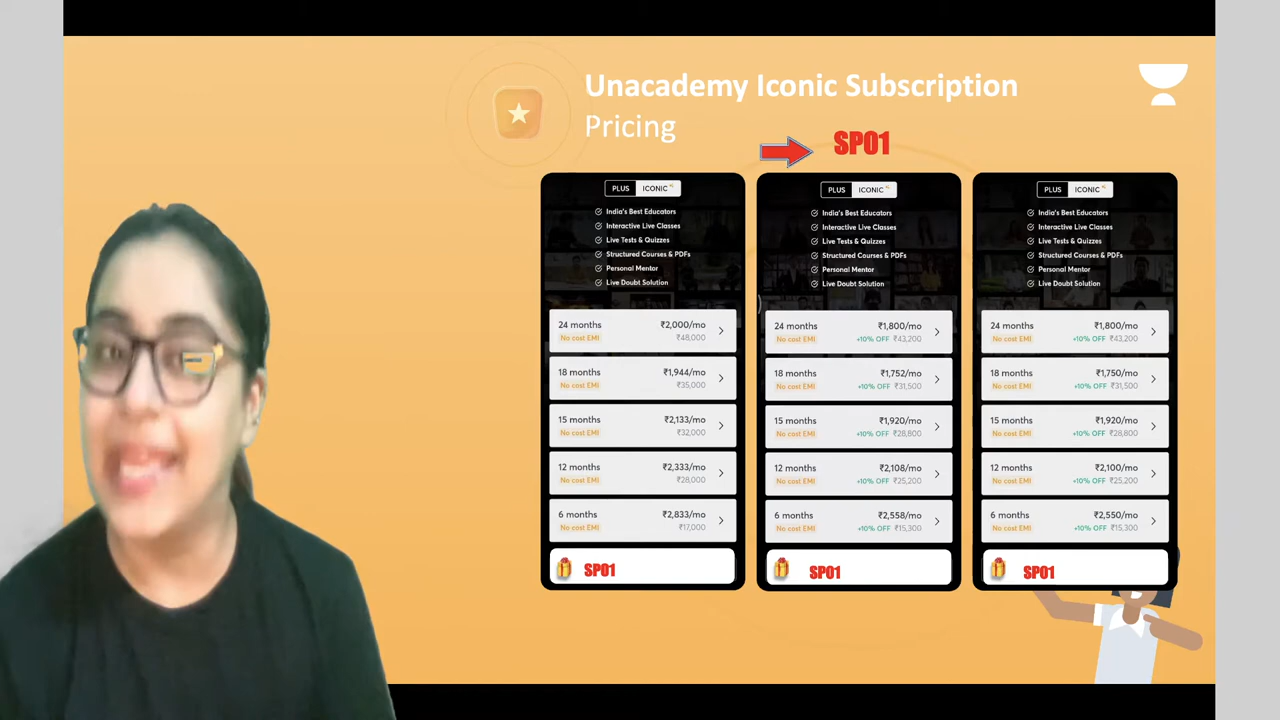 Unacademy Iconic Subscription
Pricing
SP01
PLUS ICONIC
India's Best Educators
Interactive Live Classes
Live Tests & Quizzes
Structured Courses & PDFs
Personal Mentor
Live Doubt Solution
24 months ₹2,000/mo
No cost EMI ₹48,000
18 months ₹1,944/mo
No cost EMI ₹35,000
15 months ₹2,133/mo
No cost EMI ₹32,000
12 months ₹2,333/mo
No cost EMI ₹28,000
6 months ₹2,833/mo
No cost EMI ₹17,000
SP01
PLUS ICONIC
India's Best Educators
Interactive Live Classes
Live Tests & Quizzes
Structured Courses & PDFs
Personal Mentor
Live Doubt Solution
24 months ₹1,800/mo
No cost EMI +10% OFF ₹43,200
18 months ₹1,752/mo
No cost EMI +10% OFF ₹31,500
15 months ₹1,920/mo
No cost EMI +10% OFF ₹28,800
12 months ₹2,108/mo
No cost EMI +10% OFF ₹25,200
6 months ₹2,558/mo
No cost EMI +10% OFF ₹15,300
SP01
PLUS ICONIC
India's Best Educators
Interactive Live Classes
Live Tests & Quizzes
Structured Courses & PDFs
Personal Mentor
Live Doubt Solution
24 months ₹1,800/mo
No cost EMI +10% OFF ₹43,200
18 months ₹1,750/mo
No cost EMI +10% OFF ₹31,500
15 months ₹1,920/mo
No cost EMI +10% OFF ₹28,800
12 months ₹2,100/mo
No cost EMI +10% OFF ₹25,200
6 months ₹2,550/mo
No cost EMI +10% OFF ₹15,300
SP01